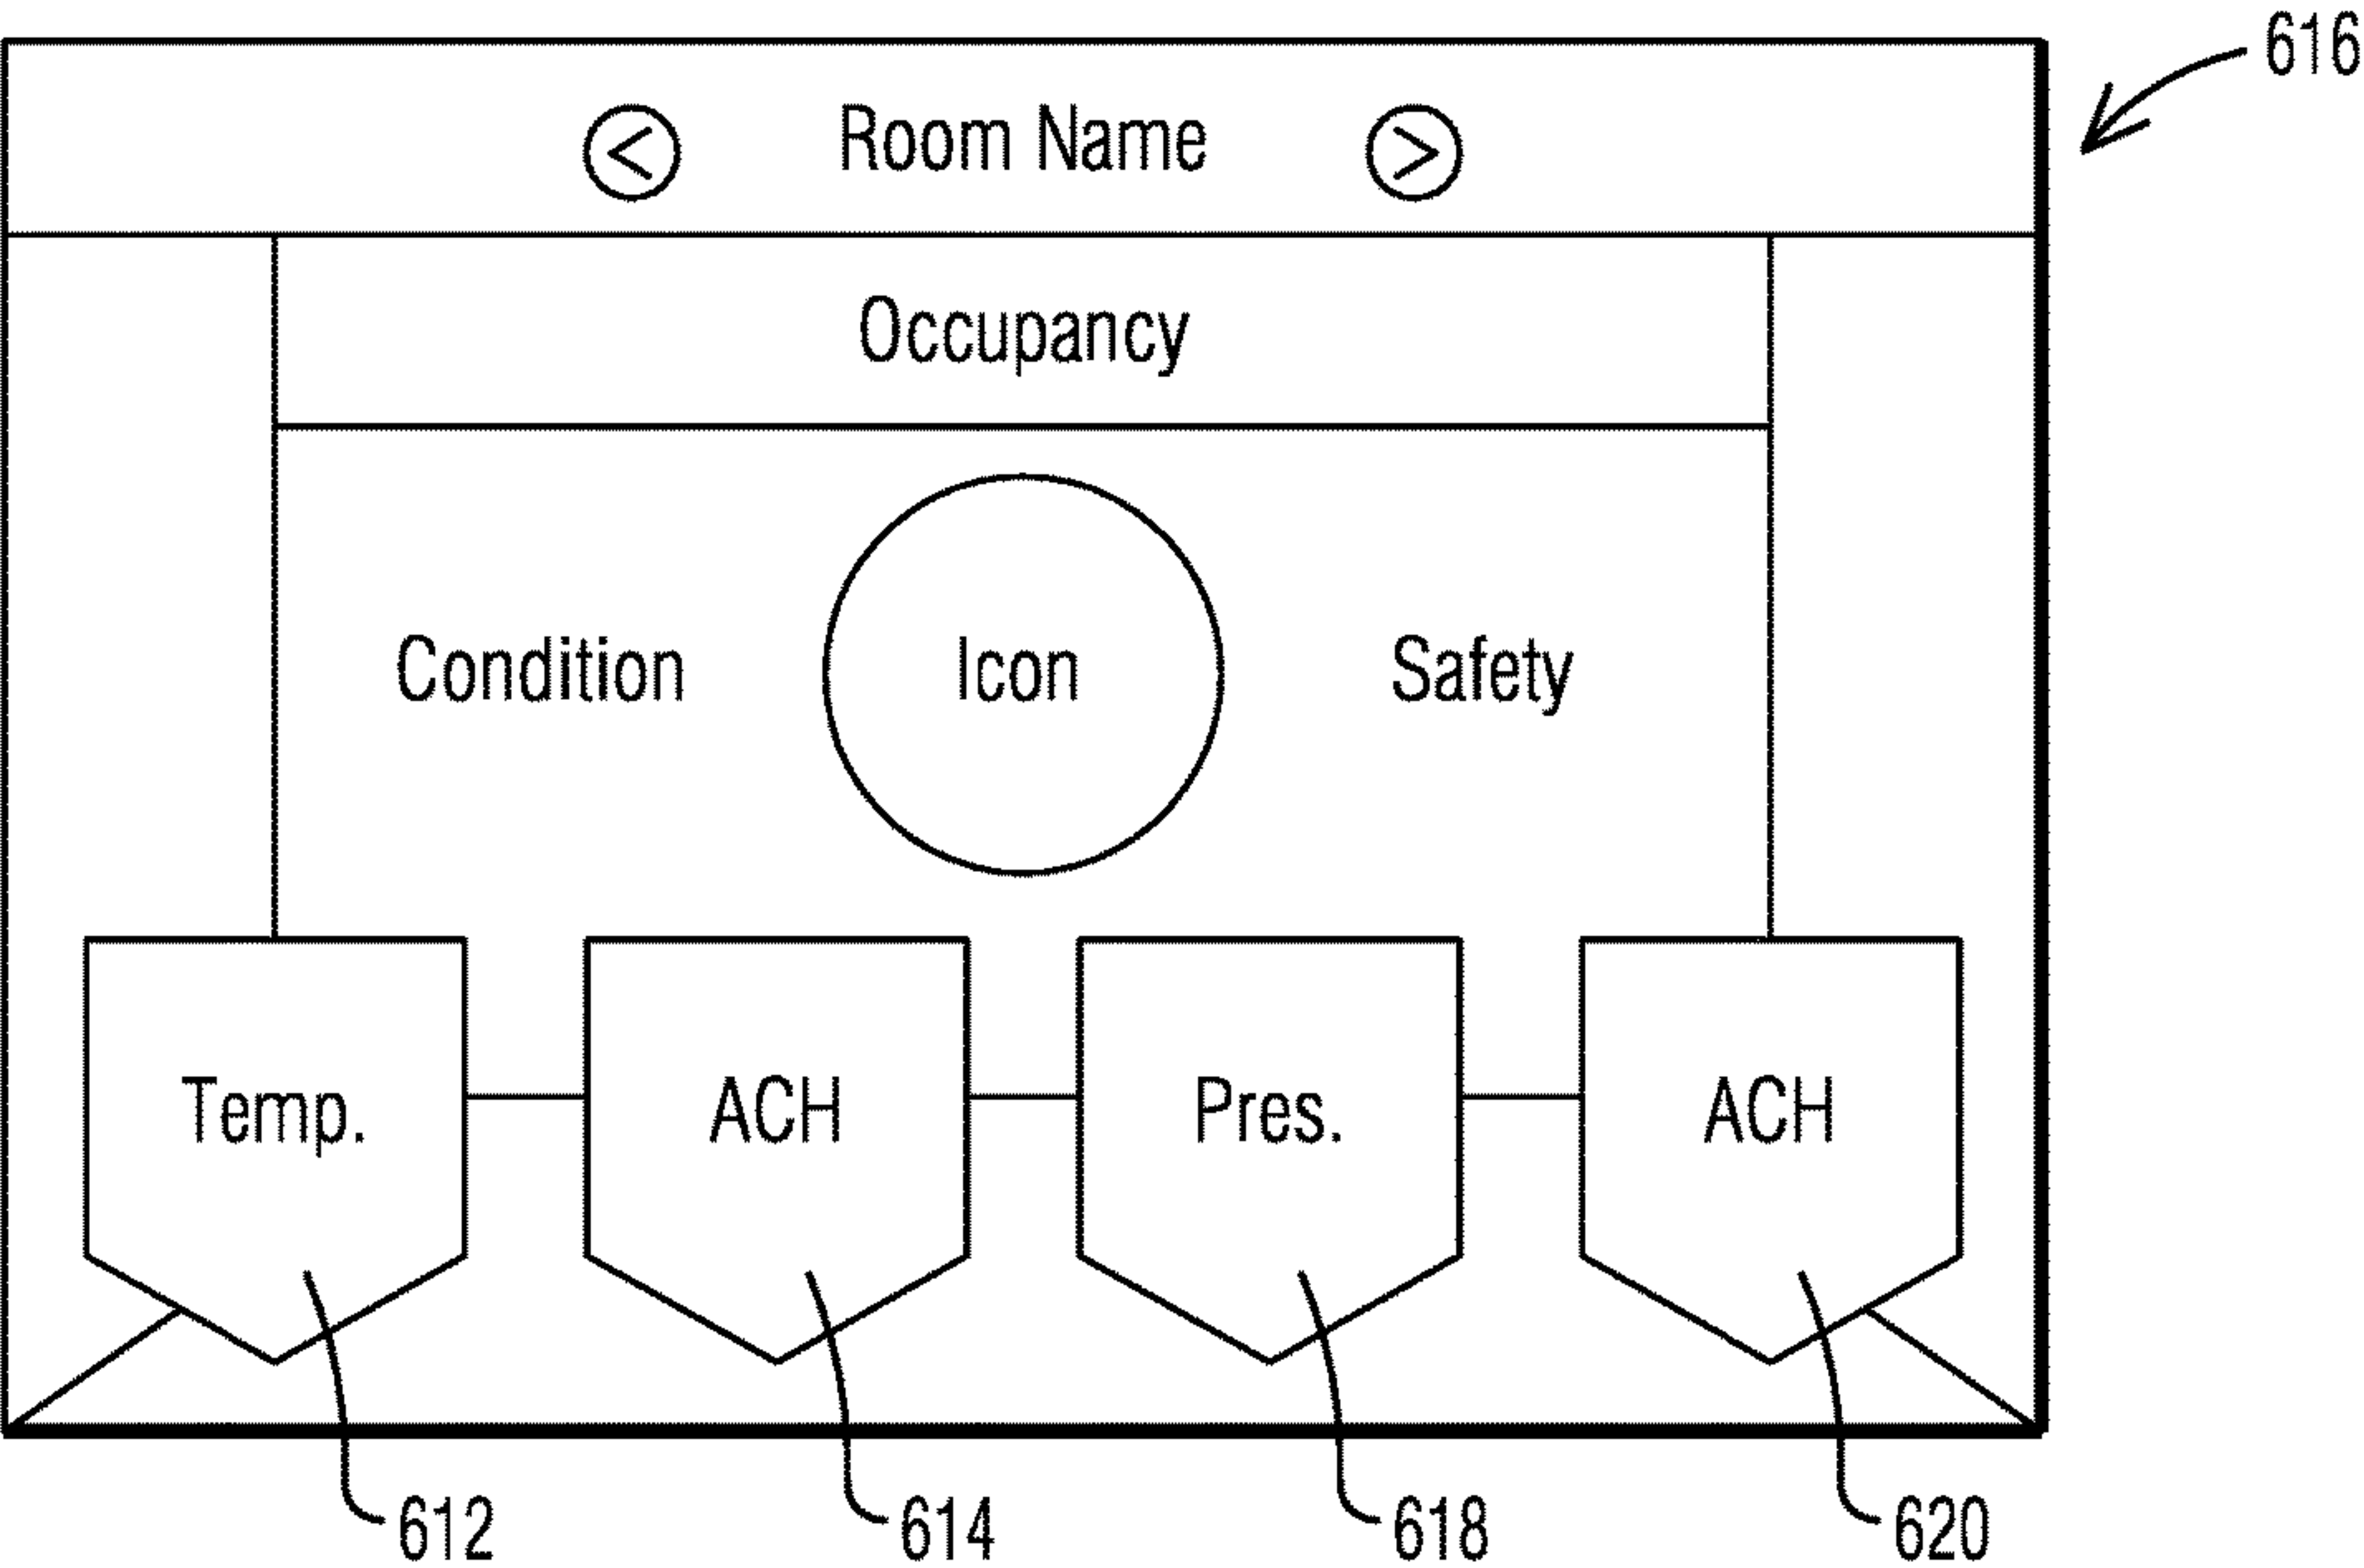 616
< Room Name >
Occupancy
Condition Icon Safety
Temp. ACH Pres. ACH
612 614 618 620